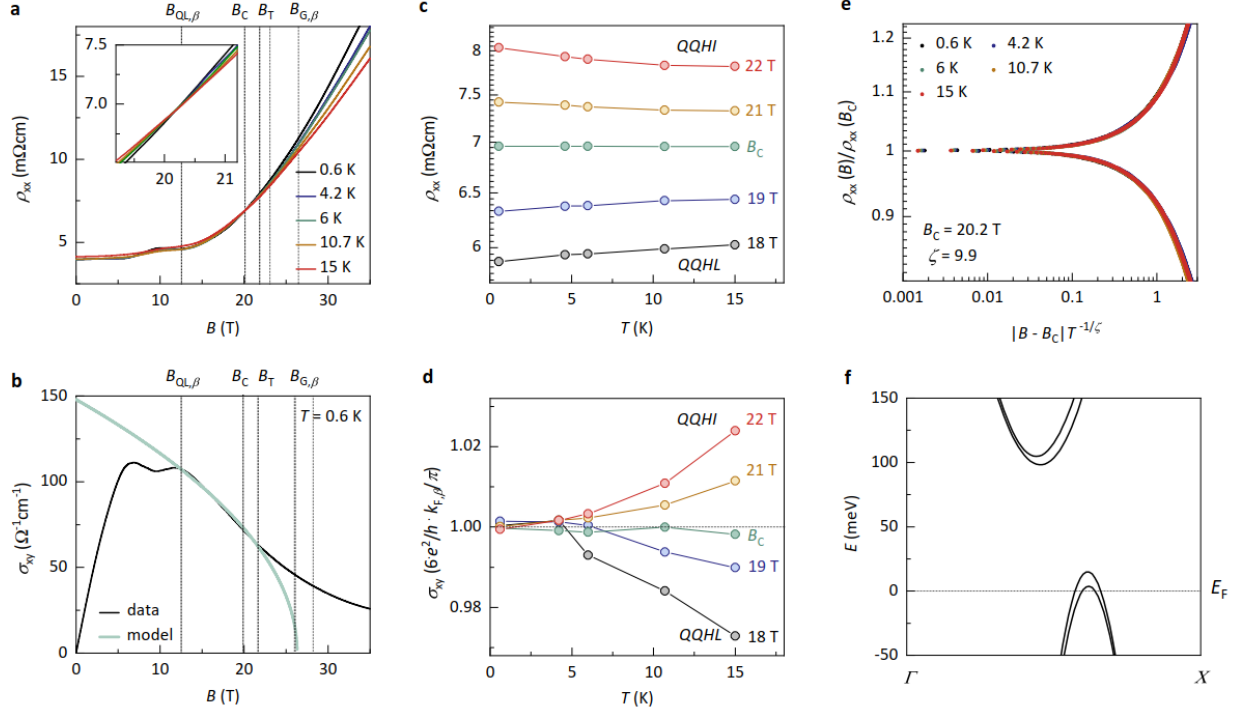 a
B_QL,β
B_C
B_T
B_G,β
ρ_xx (mΩcm)
15
10
5
0
10
20
30
B (T)
7.5
7.0
20
21
0.6 K
4.2 K
6 K
10.7 K
15 K
b
B_QL,β
B_C
B_T
B_G,β
T = 0.6 K
σ_xy (Ω⁻¹cm⁻¹)
150
100
50
0
data
model
0
10
20
30
B (T)
c
ρ_xx (mΩcm)
8
7.5
7
6.5
6
QQHI
22 T
21 T
B_C
19 T
18 T
QQHL
0
5
10
15
T (K)
d
σ_xy (6·e²/h · k_F,β/π)
1.02
1.00
0.98
QQHI
22 T
21 T
B_C
19 T
18 T
QQHL
0
5
10
15
T (K)
e
ρ_xx (B)/ρ_xx (B_C)
1.2
1.1
1
0.9
0.6 K
4.2 K
6 K
10.7 K
15 K
B_C = 20.2 T
ζ = 9.9
0.001
0.01
0.1
1
|B - B_C|T^-1/ζ
f
E (meV)
150
100
50
0
-50
E_F
Γ
X